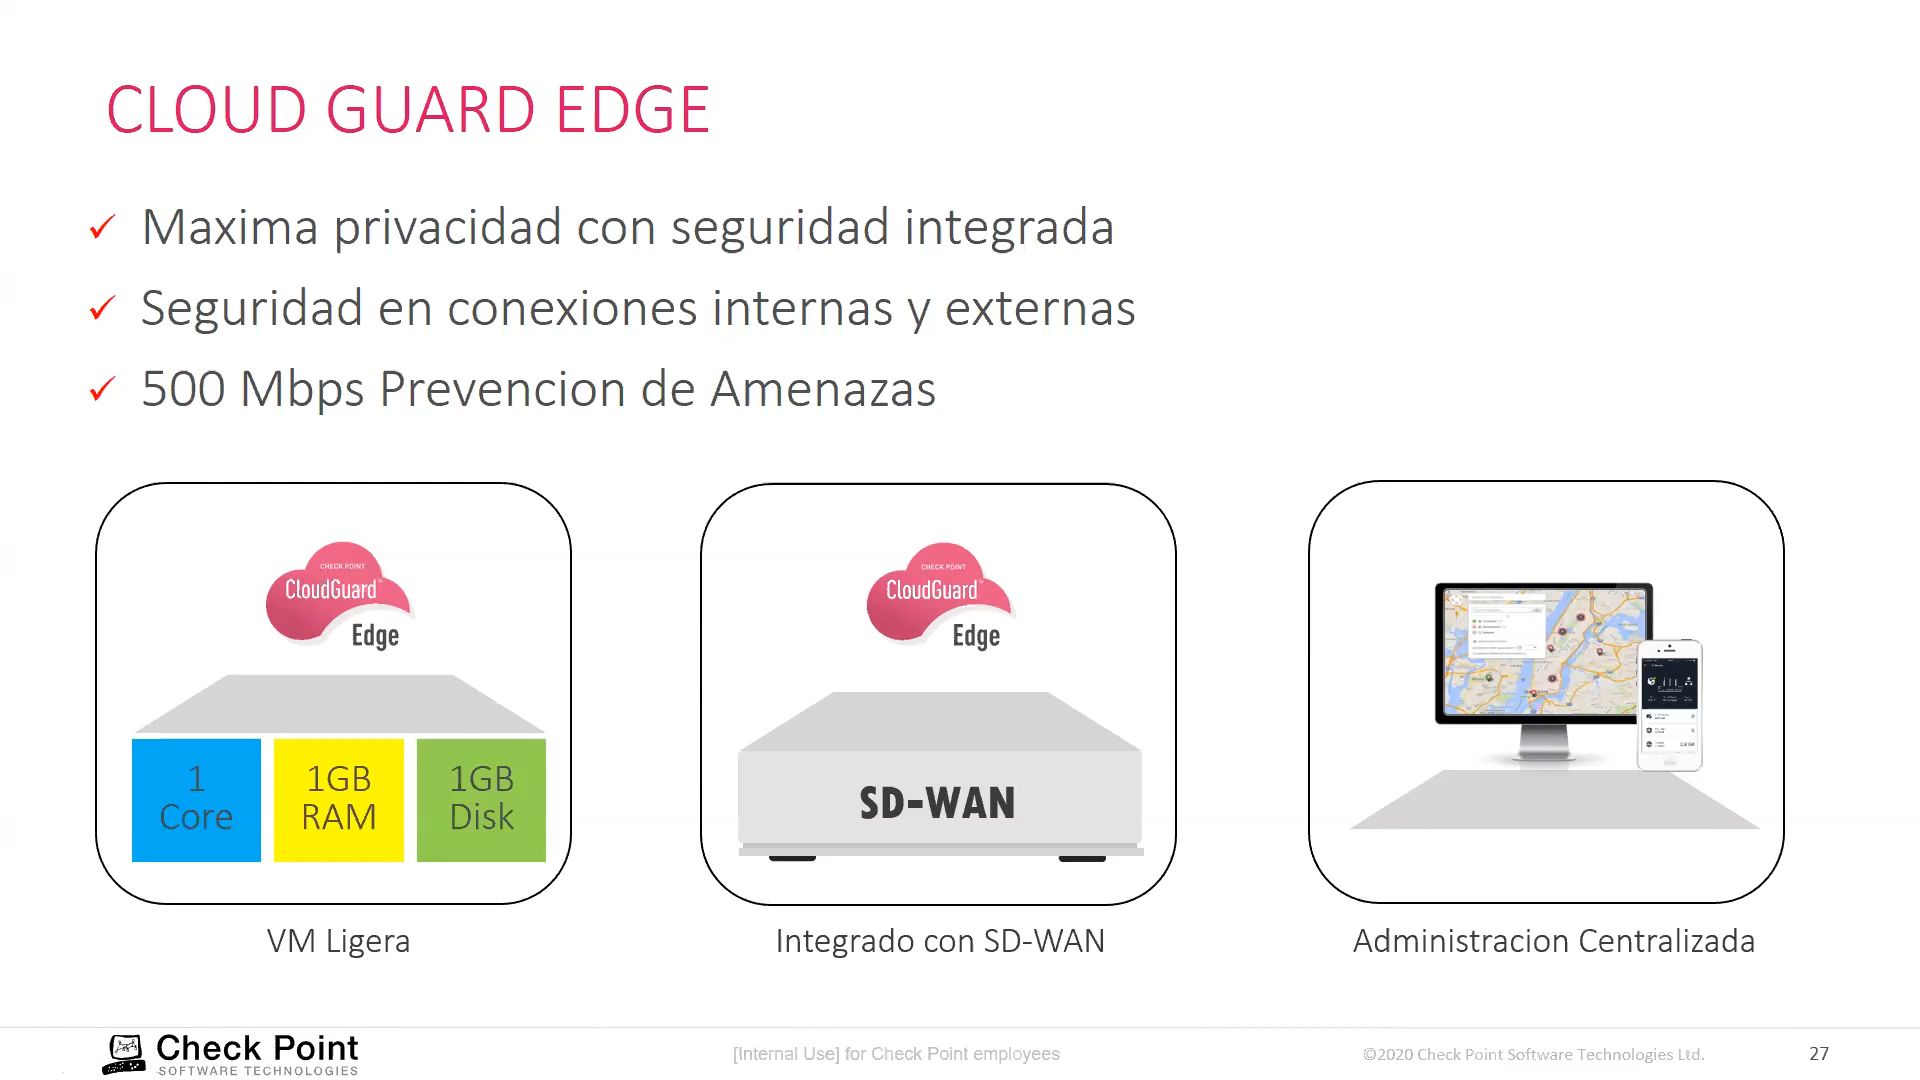 CLOUD GUARD EDGE
✓ Maxima privacidad con seguridad integrada
✓ Seguridad en conexiones internas y externas
✓ 500 Mbps Prevencion de Amenazas
CHECK POINT
CloudGuard™
Edge
1
Core
1GB
RAM
1GB
Disk
VM Ligera
CHECK POINT
CloudGuard™
Edge
SD-WAN
Integrado con SD-WAN
Administracion Centralizada
Check Point
SOFTWARE TECHNOLOGIES
[Internal Use] for Check Point employees
©2020 Check Point Software Technologies Ltd.
27